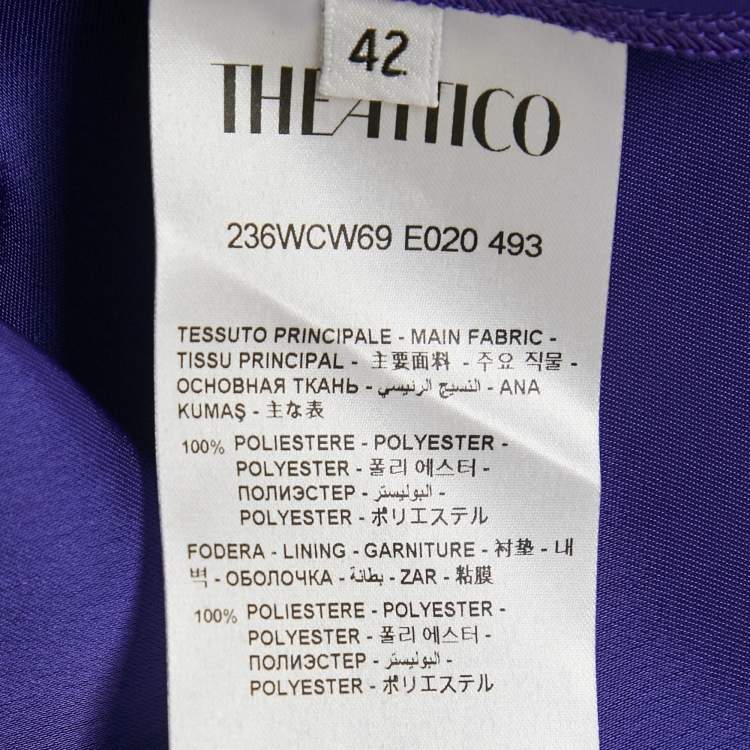 42
THE ATTICO
236WCW69 E020 493
TESSUTO PRINCIPALE - MAIN FABRIC -
TISSU PRINCIPAL - 主要面料 - 주요 직물 -
ОСНОВНАЯ ТКАНЬ - النسيج الرئيسي - ANA
KUMAŞ - 主な表
100% POLIESTERE - POLYESTER -
POLYESTER - 폴리 에스터 -
ПОЛИЭСТЕР - البوليستر -
POLYESTER - ポリエステル
FODERA - LINING - GARNITURE - 衬垫 - 내
벽 - ОБОЛОЧКА - بطانة - ZAR - 粘膜
100% POLIESTERE - POLYESTER -
POLYESTER - 폴리 에스터 -
ПОЛИЭСТЕР - البوليستر -
POLYESTER - ポリエステル